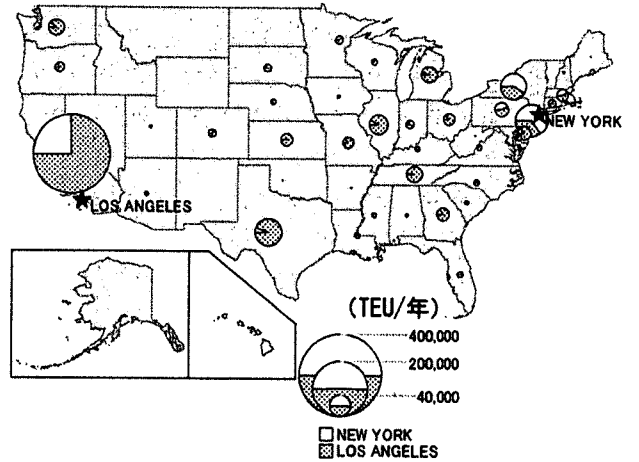 NEW YORK
LOS ANGELES
(TEU/年)
400,000
200,000
40,000
NEW YORK
LOS ANGELES